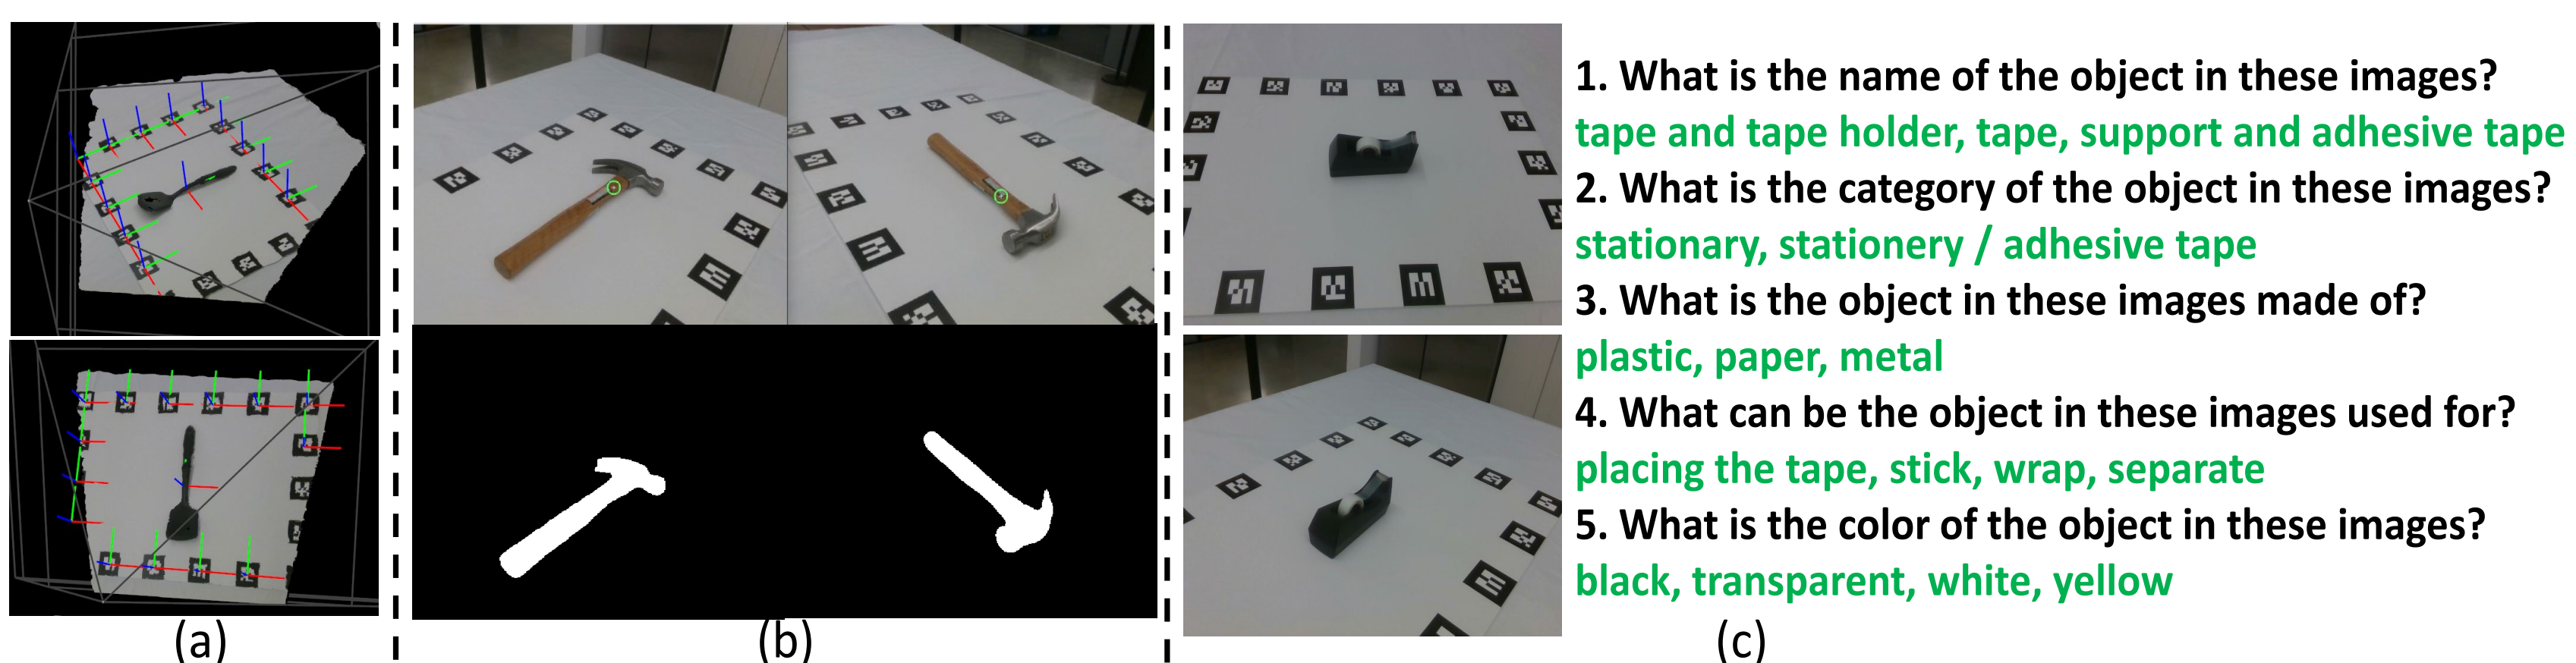 1. What is the name of the object in these images?
tape and tape holder, tape, support and adhesive tape
2. What is the category of the object in these images?
stationary, stationery / adhesive tape
3. What is the object in these images made of?
plastic, paper, metal
4. What can be the object in these images used for?
placing the tape, stick, wrap, separate
5. What is the color of the object in these images?
black, transparent, white, yellow
(a)
(b)
(c)